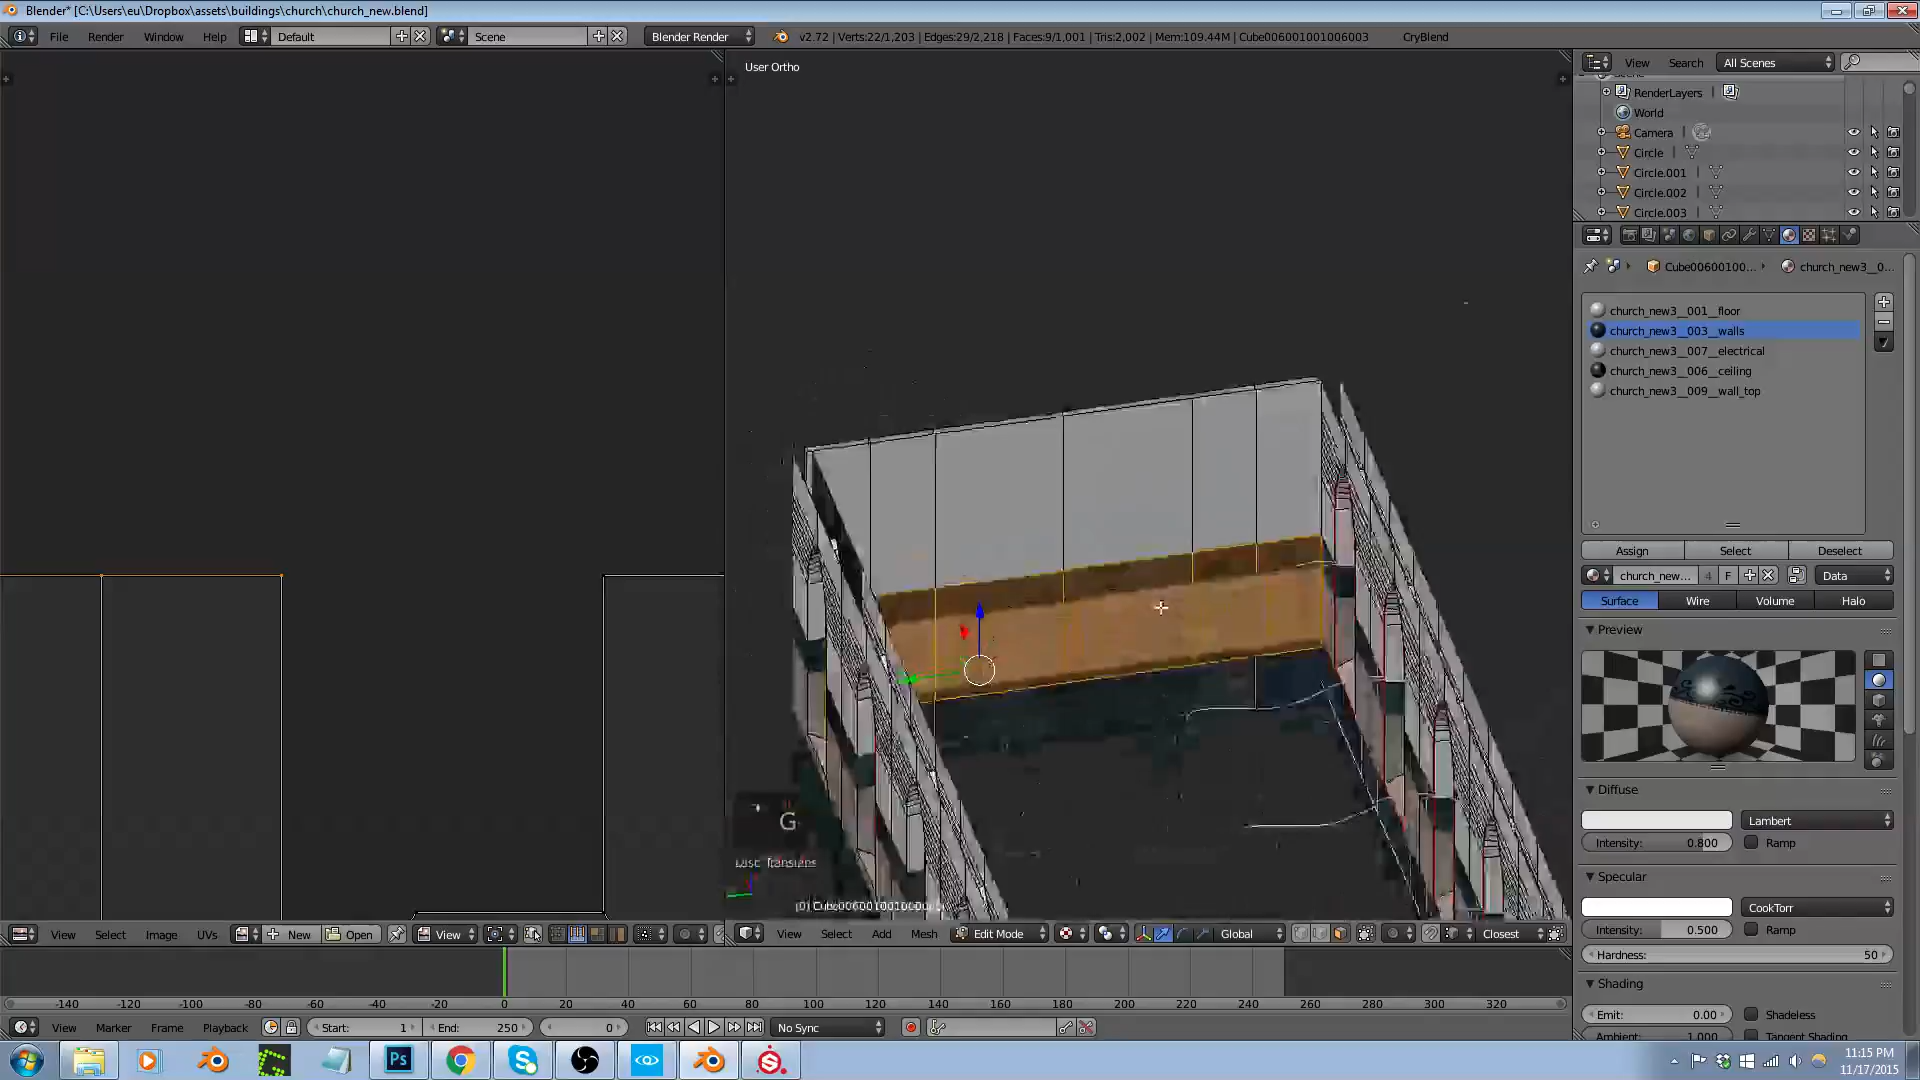 Blender* [C:\Users\eu\Dropbox\assets\buildings\church\church_new.blend]
File Render Window Help Default Scene Blender Render v2.72 | Verts:22/1,203 | Edges:29/2,218 | Faces:9/1,001 | Tris:2,002 | Mem:109.44M | Cube006001001006003 CryBlend
User Ortho
View Search All Scenes
RenderLayers
World
Camera
Circle
Circle.001
Circle.002
Circle.003
Cube00600100... church_new3__0...
church_new3__001__floor
church_new3__003__walls
church_new3__007__electrical
church_new3__006__ceiling
church_new3__009__wall_top
Assign Select Deselect
church_new... 4 F Data
Surface Wire Volume Halo
Preview
Diffuse
Lambert
Intensity: 0.800 Ramp
Specular
CookTorr
Intensity: 0.500 Ramp
Hardness: 50
Shading
Emit: 0.00 Shadeless
Ambient: 1.000 Tangent Shading
G
View Select Image UVs New Open View
View Select Add Mesh Edit Mode Global Closest
-140 -120 -100 -80 -60 -40 -20 0 20 40 60 80 100 120 140 160 180 200 220 240 260 280 300 320
View Marker Frame Playback Start: 1 End: 250 0 No Sync
Ps
11:15 PM
11/17/2015